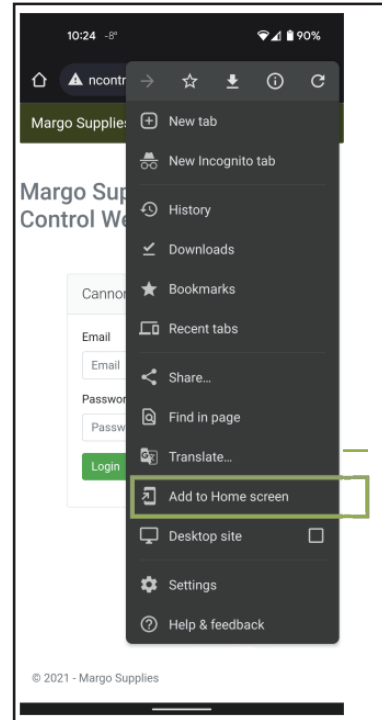 10:24 -8° 90%
ncontr
Margo Supplies
New tab
New Incognito tab
Margo Sup
Control We
History
Downloads
Cannon
Bookmarks
Email
Recent tabs
Email
Share...
Passwor
Find in page
Passw
Translate...
Login
Add to Home screen
Desktop site
Settings
Help & feedback
© 2021 - Margo Supplies